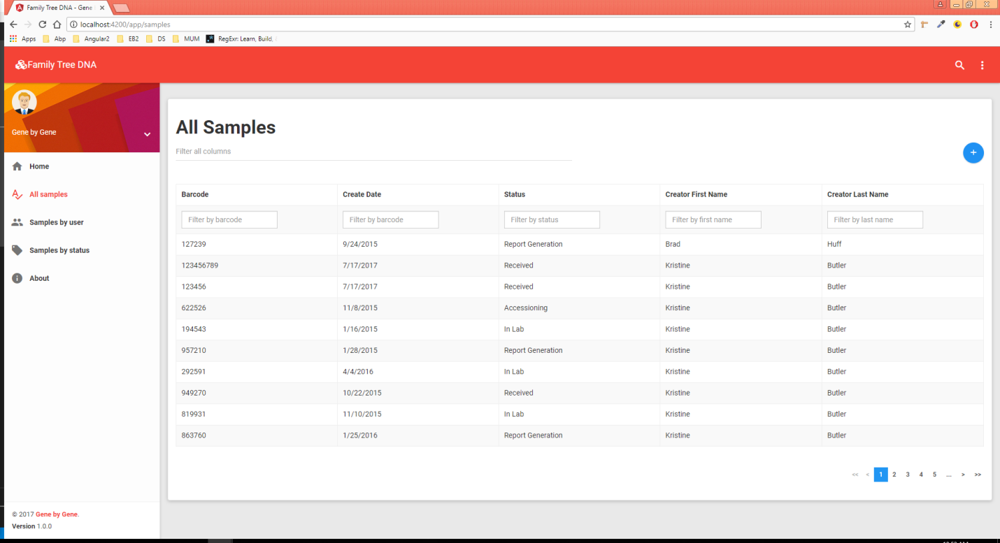 Family Tree DNA - Gene
localhost:4200/app/samples
Apps Abp Angular2 EB2 DS MUM RegExr: Learn, Build,
Family Tree DNA
Gene by Gene
Home
All samples
Samples by user
Samples by status
About
© 2017 Gene by Gene.
Version 1.0.0
All Samples
Filter all columns
+
Barcode Create Date Status Creator First Name Creator Last Name
Filter by barcode Filter by barcode Filter by status Filter by first name Filter by last name
127239 9/24/2015 Report Generation Brad Huff
123456789 7/17/2017 Received Kristine Butler
123456 7/17/2017 Received Kristine Butler
622526 11/8/2015 Accessioning Kristine Butler
194543 1/16/2015 In Lab Kristine Butler
957210 1/28/2015 Report Generation Kristine Butler
292591 4/4/2016 In Lab Kristine Butler
949270 10/22/2015 Received Kristine Butler
819931 11/10/2015 In Lab Kristine Butler
863760 1/25/2016 Report Generation Kristine Butler
<< < 1 2 3 4 5 ... > >>